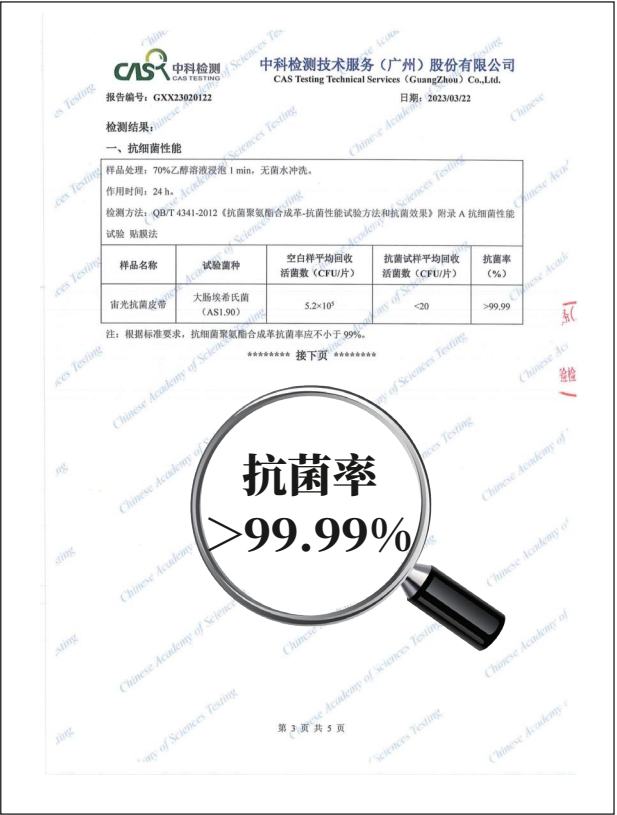 CAS 中科检测
CAS TESTING
中科检测技术服务（广州）股份有限公司
CAS Testing Technical Services（GuangZhou）Co.,Ltd.
报告编号：GXX23020122
日期：2023/03/22
检测结果：
一、抗细菌性能
样品处理：70%乙醇溶液浸泡 1 min，无菌水冲洗。
作用时间：24 h。
检测方法：QB/T 4341-2012《抗菌聚氨酯合成革-抗菌性能试验方法和抗菌效果》附录 A 抗细菌性能
试验 贴膜法
样品名称 试验菌种 空白样平均回收 抗菌试样平均回收 抗菌率
活菌数（CFU/片） 活菌数（CFU/片） （%）
宙光抗菌皮带 大肠埃希氏菌 5.2×10⁵ <20 >99.99
（AS1.90）
注：根据标准要求，抗细菌聚氨酯合成革抗菌率应不小于 99%。
******** 接下页 ********
抗菌率
>99.99%
第 3 页 共 5 页
Chinese Academy of Sciences Testing